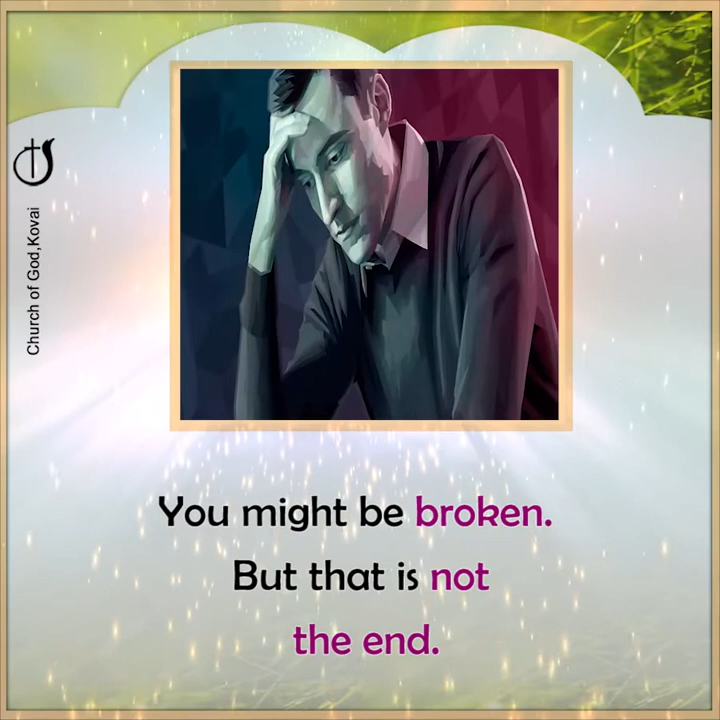 Church of God,Kovai
You might be broken.
But that is not
the end.